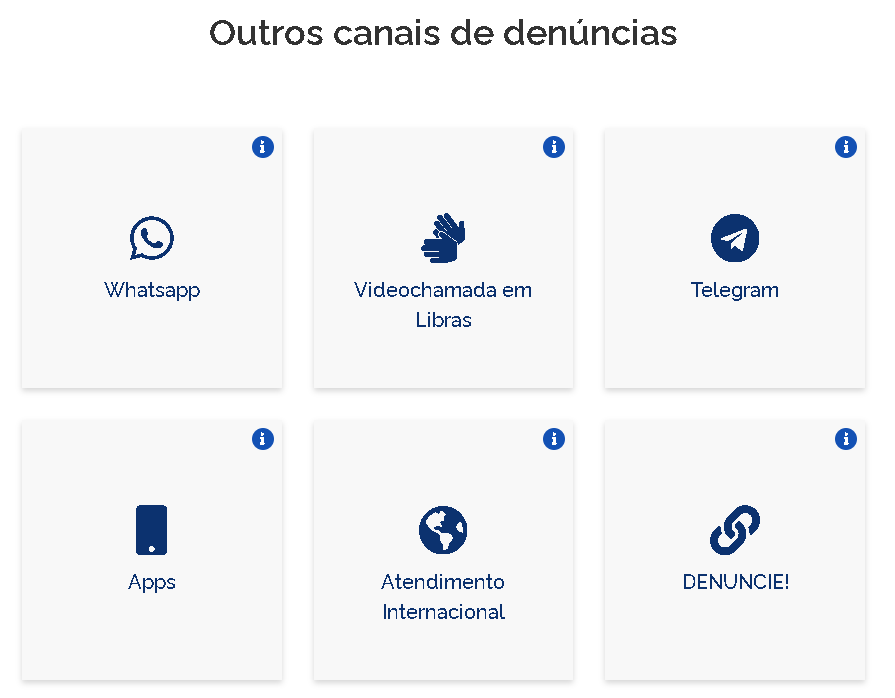 Outros canais de denúncias
Whatsapp
Videochamada em
Libras
Telegram
Apps
Atendimento
Internacional
DENUNCIE!